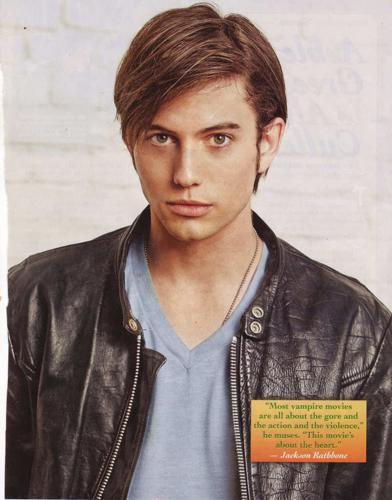 "Most vampire movies
are all about the gore and
the action and the violence,"
he muses. "This movie's
about the heart."
— Jackson Rathbone